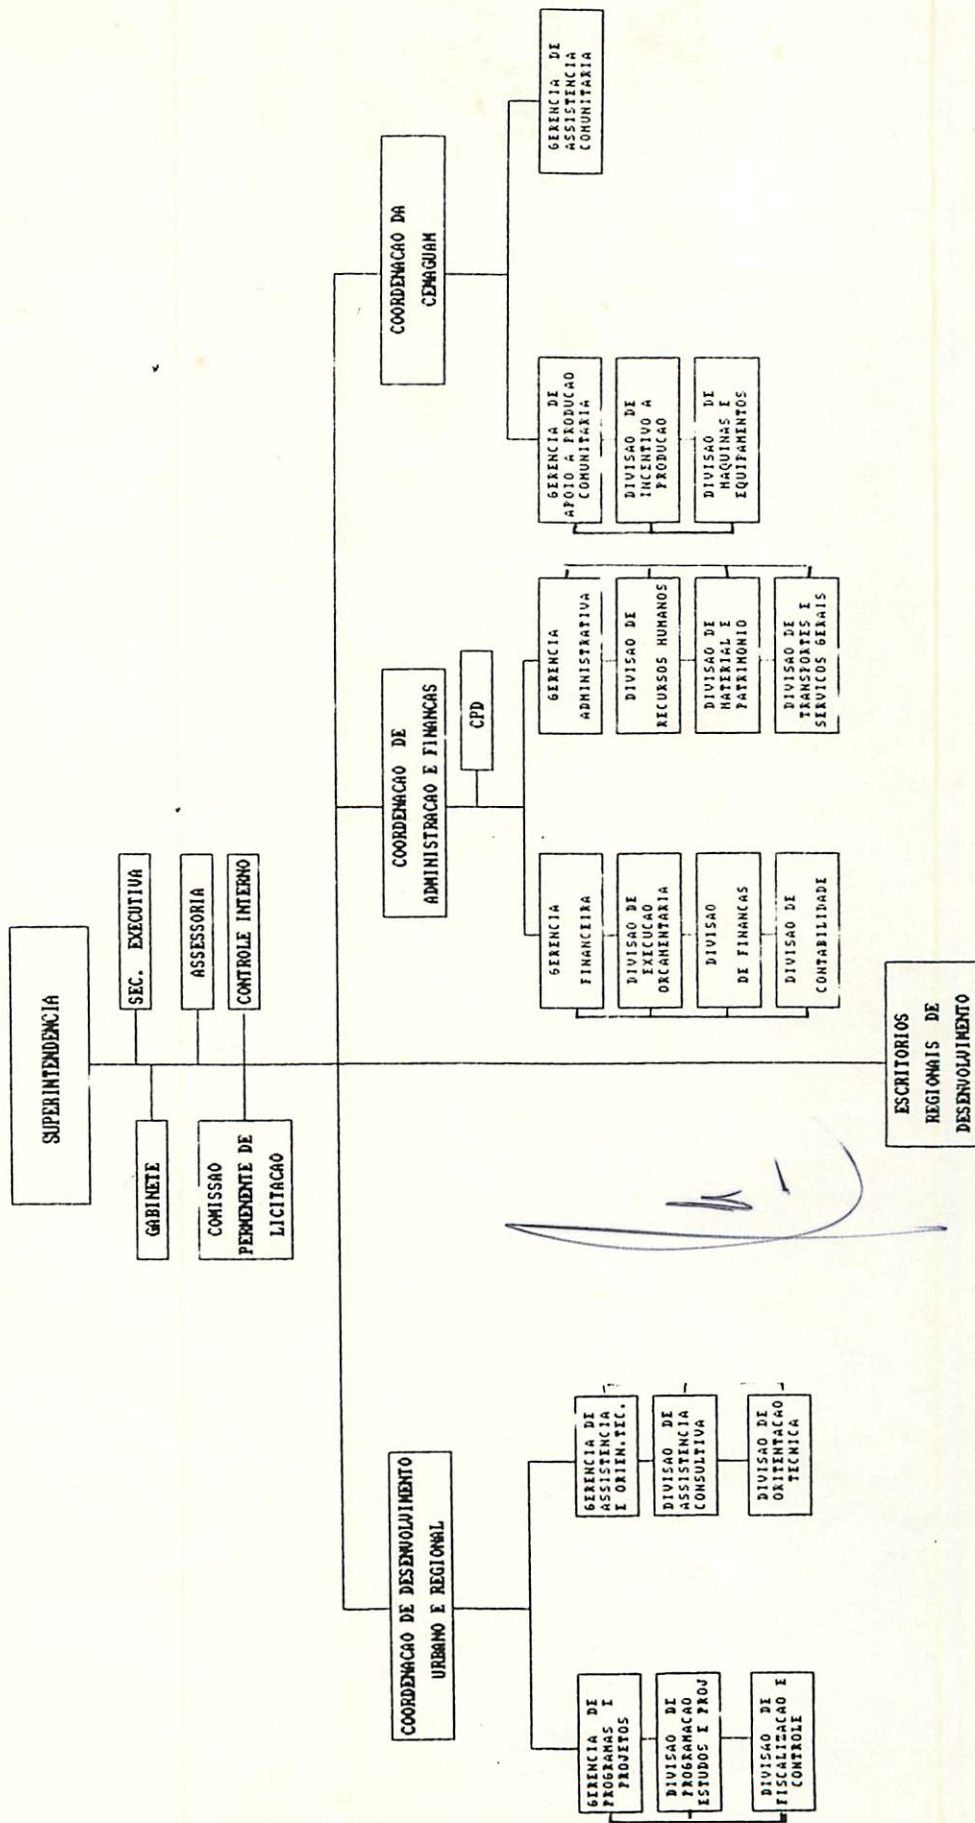 SUPERINTENDENCIA
GABINETE
SEC. EXECUTIVA
ASSESSORIA
COMISSAO
PERMENENTE DE
LICITACAO
CONTROLE INTERNO
COORDENACAO DE DESENVOLVIMENTO
URBANO E REGIONAL
COORDENACAO DE
ADMINISTRACAO E FINANCAS
COORDENACAO DA
CEMAGUAM
CPD
GERENCIA DE
PROGRAMAS E
PROJETOS
DIVISAO DE
PROGRAMACAO
ESTUDOS E PROJ
DIVISAO DE
FISCALIZACAO E
CONTROLE
GERENCIA DE
ASSISTENCIA
E ORIEN.TEC.
DIVISAO DE
ASSISTENCIA
CONSULTIVA
DIVISAO DE
ORITENTACAO
TECNICA
GERENCIA
FINANCEIRA
DIVISAO DE
EXECUCAO
ORCAMENTARIA
DIVISAO
DE FINANCAS
DIVISAO DE
CONTABILIDADE
GERENCIA
ADMINISTRATIVA
DIVISAO DE
RECURSOS HUMANOS
DIVISAO DE
MATERIAL E
PATRIMONIO
DIVISAO DE
TRANSPORTES E
SERVICOS GERAIS
GERENCIA DE
APOIO A PRODUCAO
COMUNITARIA
DIVISAO DE
INCENTIVO A
PRODUCAO
DIVISAO DE
MAQUINAS E
EQUIPAMENTOS
GERENCIA DE
ASSISTENCIA
COMUNITARIA
ESCRITORIOS
REGIONAIS DE
DESENVOLVIMENTO